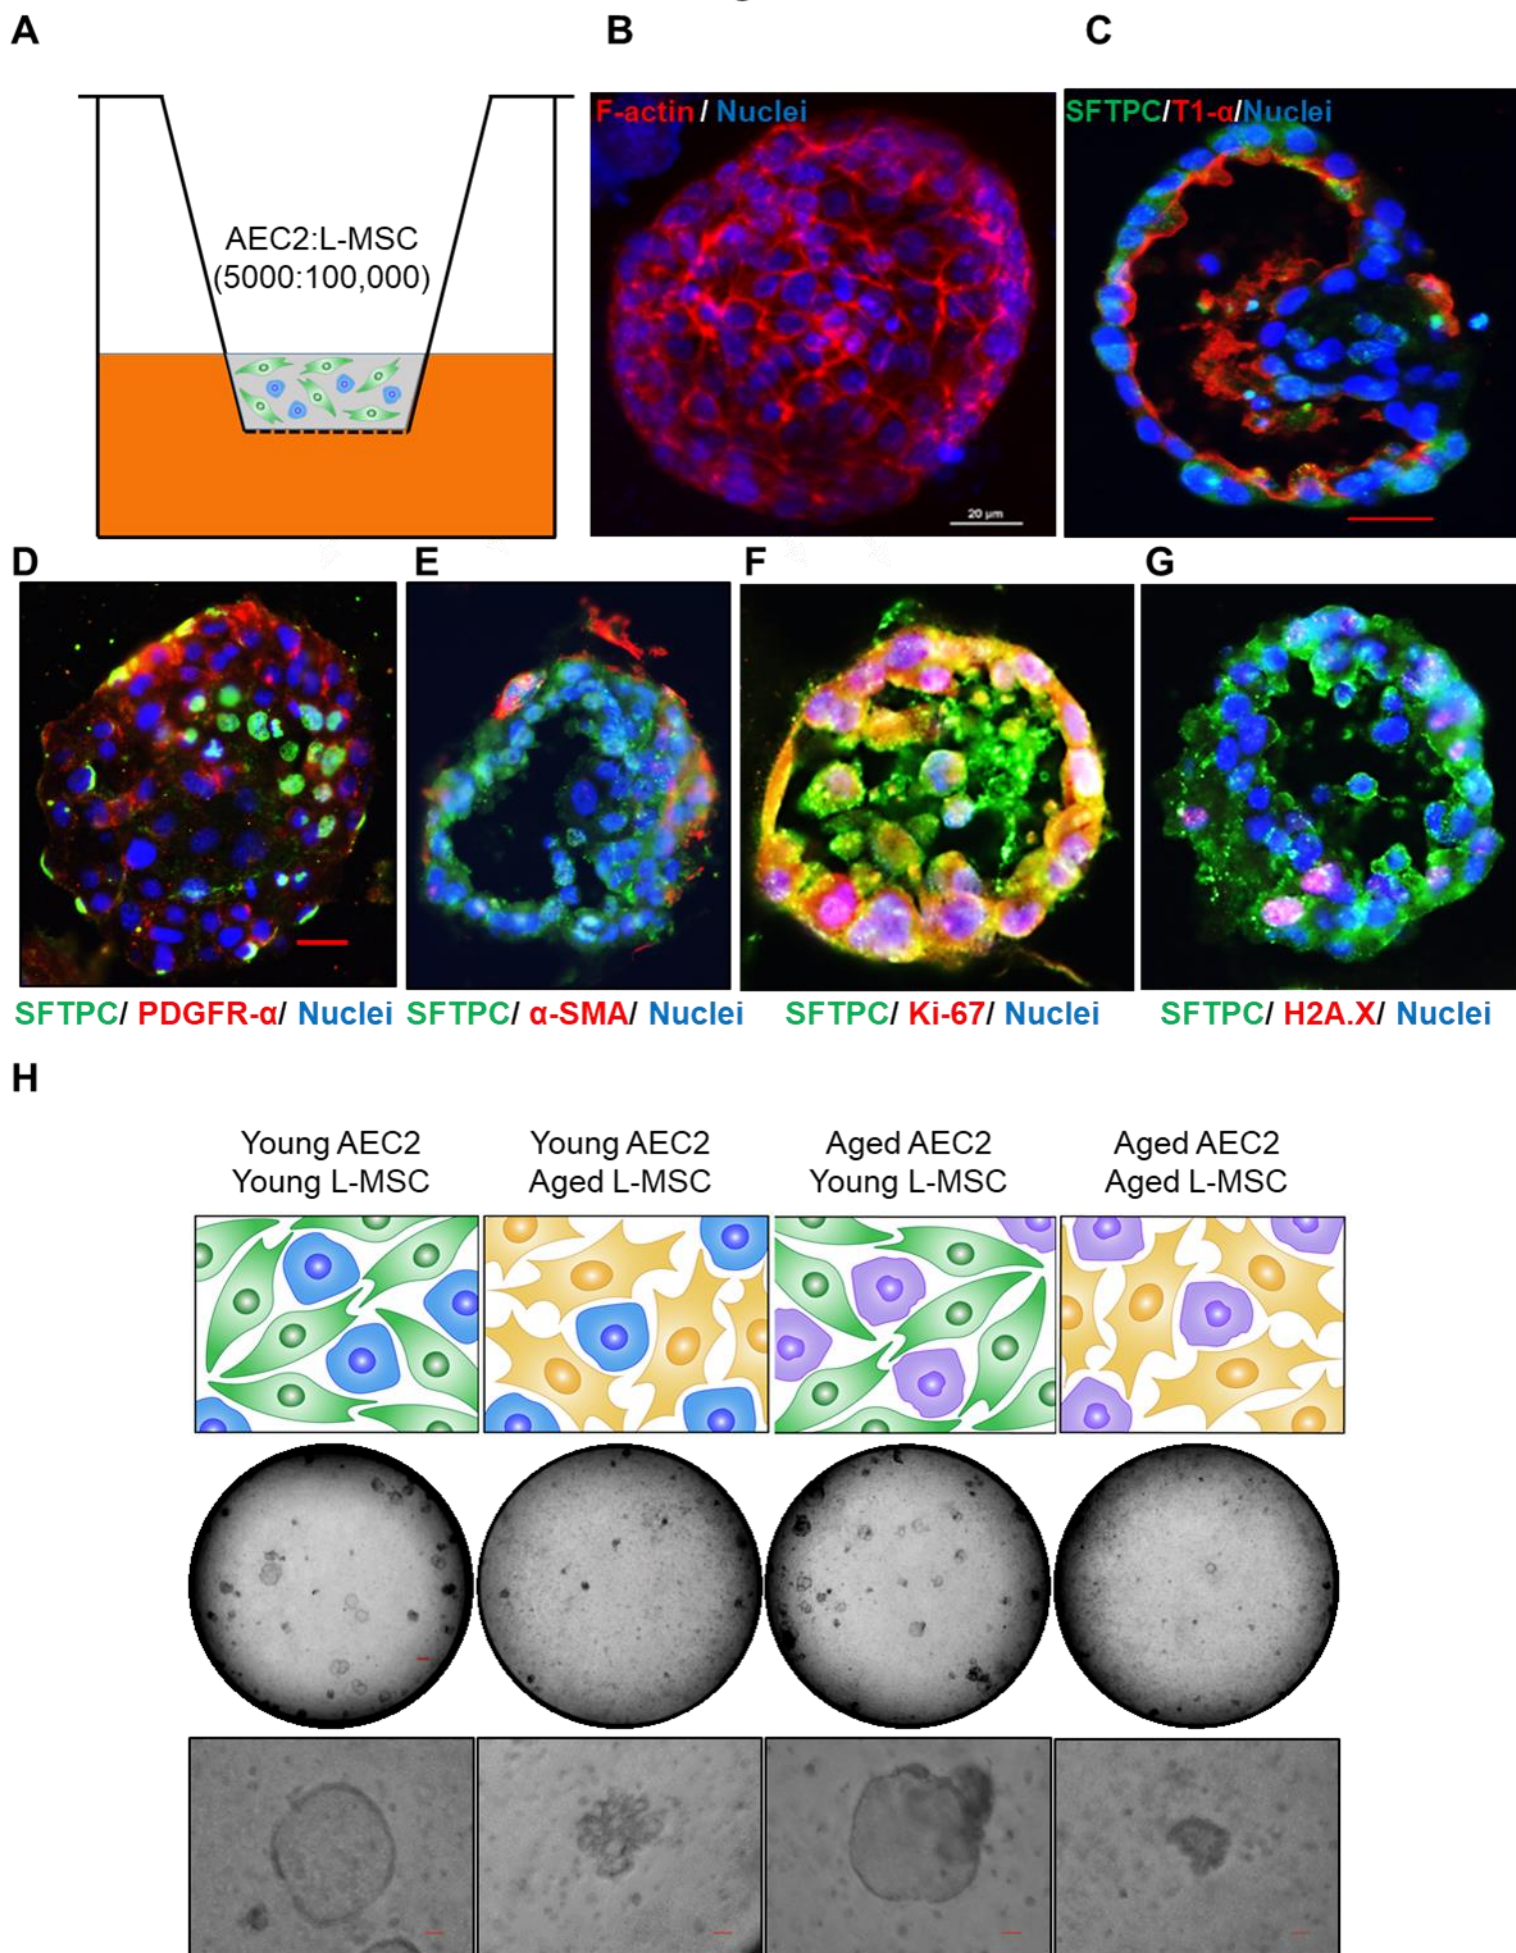 A
B
C
AEC2:L-MSC
(5000:100,000)
F-actin / Nuclei
20 µm
SFTPC/T1-α/Nuclei
D
E
F
G
SFTPC/ PDGFR-α/ Nuclei
SFTPC/ α-SMA/ Nuclei
SFTPC/ Ki-67/ Nuclei
SFTPC/ H2A.X/ Nuclei
H
Young AEC2
Young L-MSC
Young AEC2
Aged L-MSC
Aged AEC2
Young L-MSC
Aged AEC2
Aged L-MSC